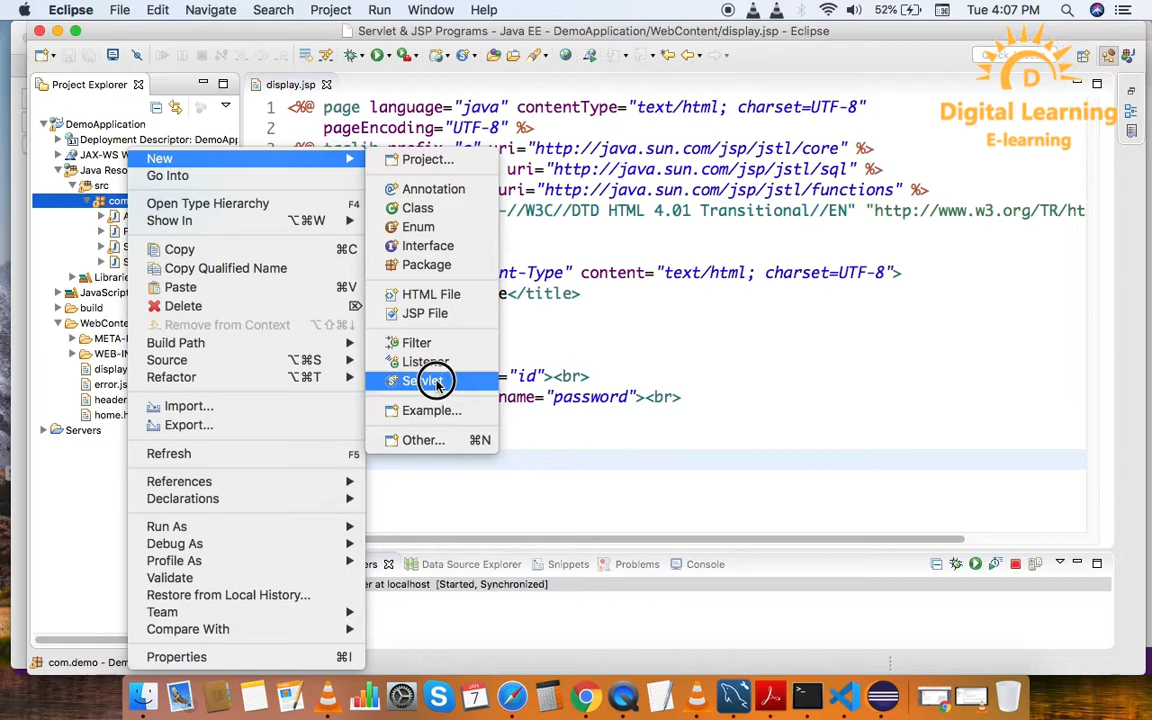 Eclipse File Edit Navigate Search Project Run Window Help 52% Tue 4:07 PM
Servlet & JSP Programs - Java EE - DemoApplication/WebContent/display.jsp - Eclipse
Digital Learning
E-learning
Project Explorer
display.jsp
DemoApplication
Deployment Descriptor: DemoApp
JAX-WS W
Java Reso
src
com
Librarie
JavaScript
build
WebConte
META-
WEB-IN
display
error.js
header
home.h
Servers
1 <%@ page language="java" contentType="text/html; charset=UTF-8"
2 pageEncoding="UTF-8" %>
uri="http://java.sun.com/jsp/jstl/core"
uri="http://java.sun.com/jsp/jstl/sql"
uri="http://java.sun.com/jsp/jstl/functions" %>
-//W3C//DTD HTML 4.01 Transitional//EN" "http://www.w3.org/TR/ht
nt-Type" content="text/html; charset=UTF-8">
e</title>
="id"><br>
name="password"><br>
New
Go Into
Open Type Hierarchy F4
Show In ⌥⌘W
Copy ⌘C
Copy Qualified Name
Paste ⌘V
Delete ⌦
Remove from Context ⌥⇧⌘↓
Build Path
Source ⌥⌘S
Refactor ⌥⌘T
Import...
Export...
Refresh F5
References
Declarations
Run As
Debug As
Profile As
Validate
Restore from Local History...
Team
Compare With
Properties ⌘I
Project...
Annotation
Class
Enum
Interface
Package
HTML File
JSP File
Filter
Listener
Servlet
Example...
Other... ⌘N
ers Data Source Explorer Snippets Problems Console
er at localhost [Started, Synchronized]
com.demo - Dem